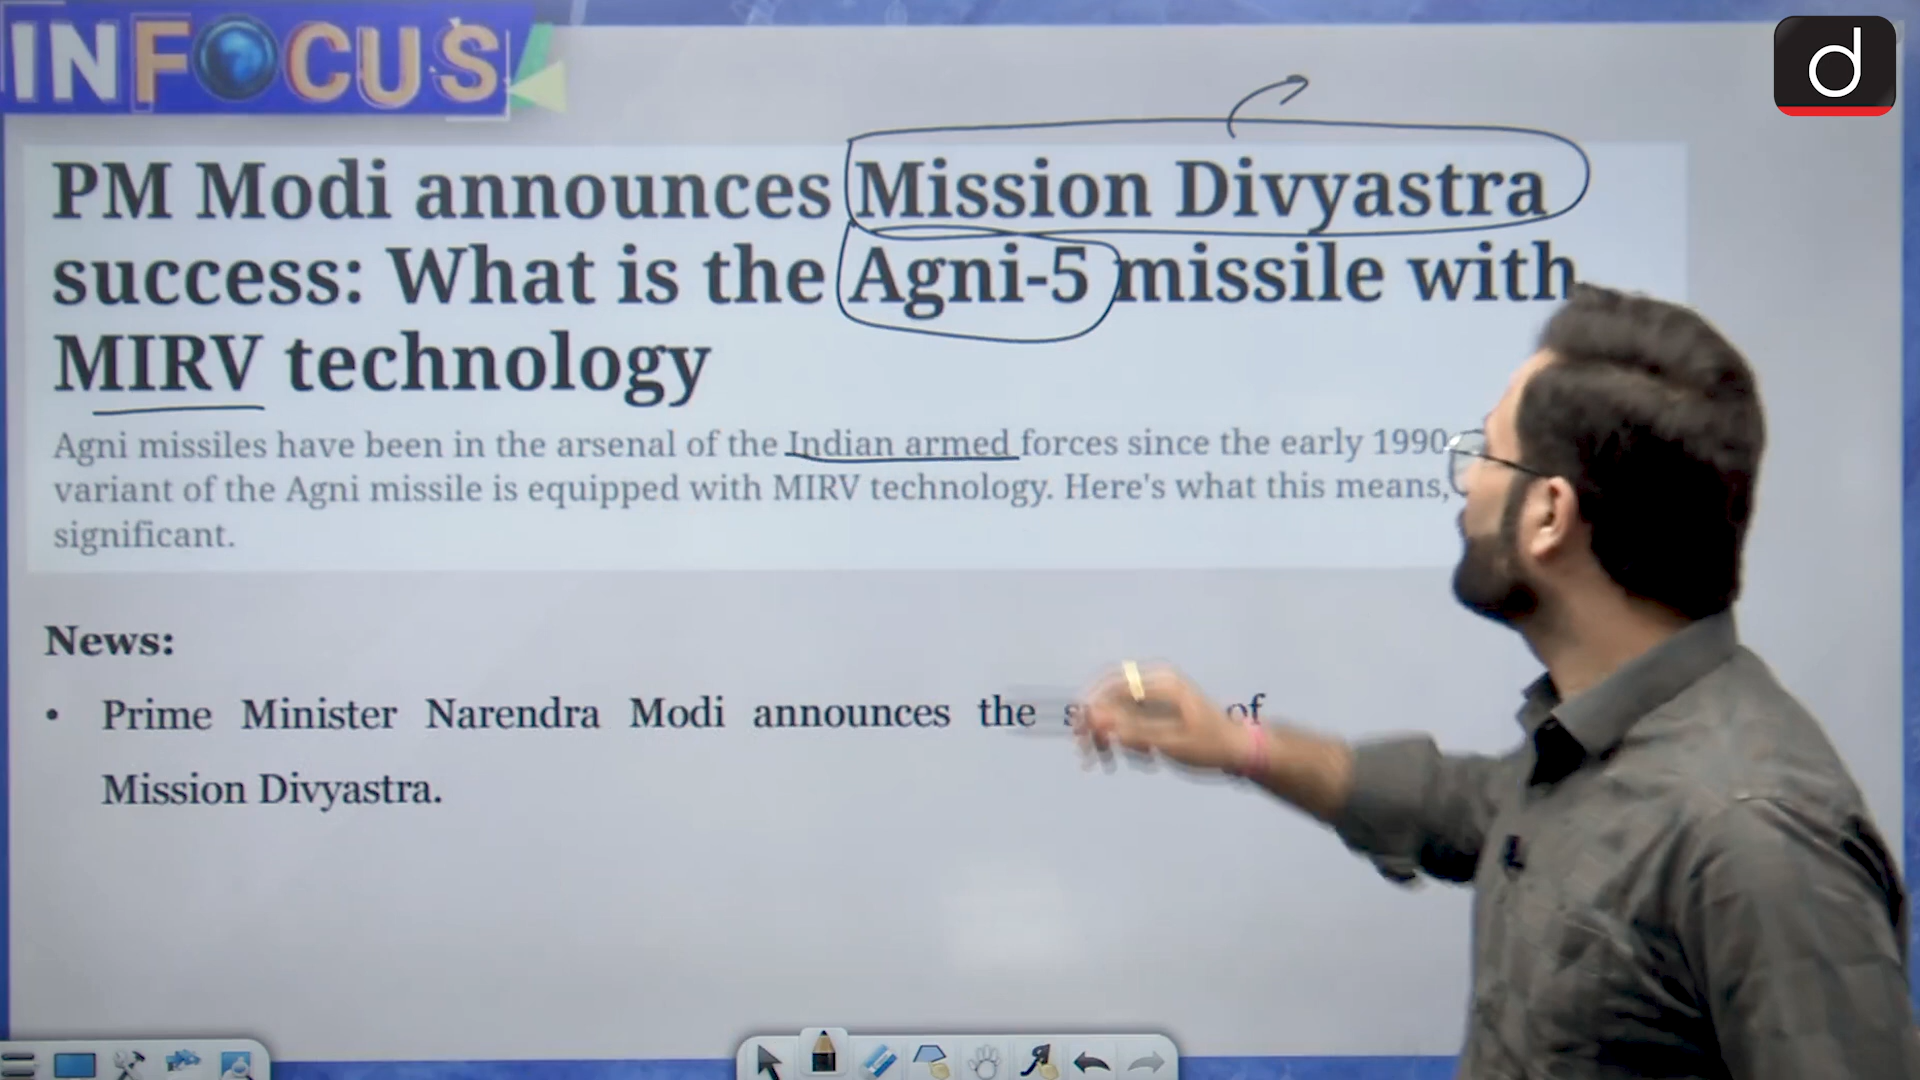 INFOCUS
d
PM Modi announces Mission Divyastra
success: What is the Agni-5 missile with
MIRV technology
Agni missiles have been in the arsenal of the Indian armed forces since the early 1990
variant of the Agni missile is equipped with MIRV technology. Here's what this means,
significant.
News:
• Prime Minister Narendra Modi announces the of
Mission Divyastra.